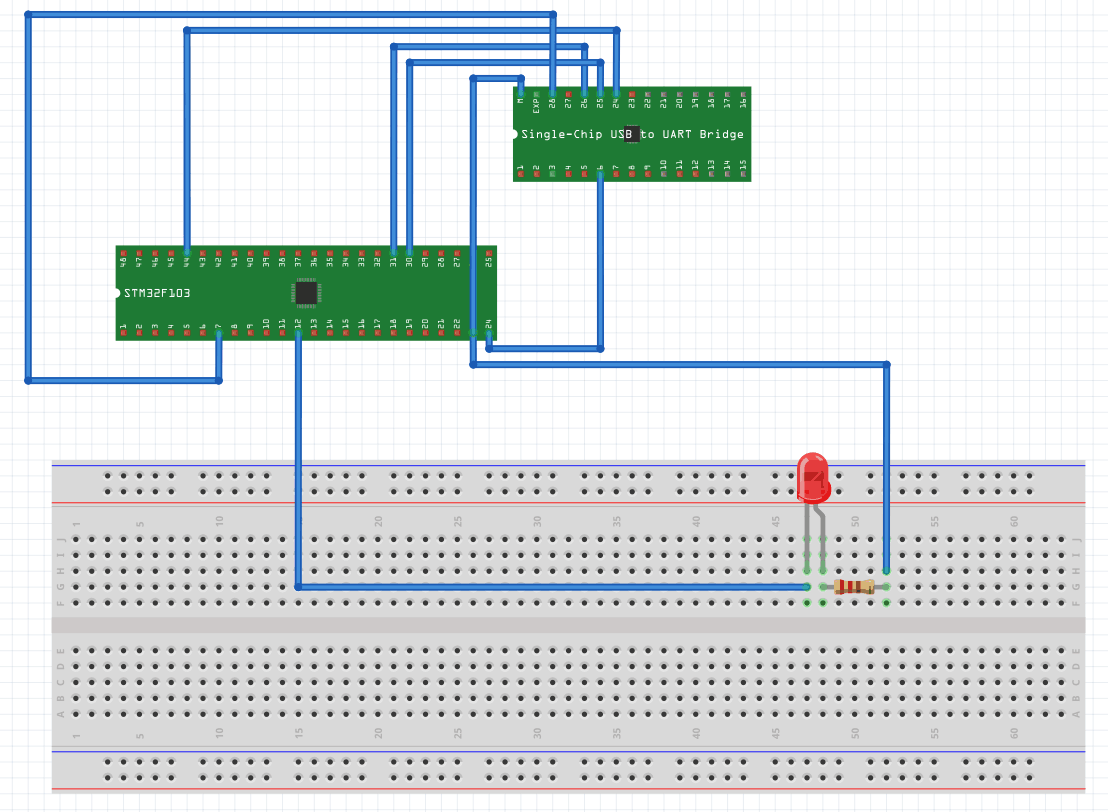 EXP 28 27 26 25 24 23 22 21 20 19 18 17 16
Single-Chip USB to UART Bridge
1 2 3 4 5 6 7 8 9 10 11 12 13 14 15
48 47 46 45 44 43 42 41 40 39 38 37 36 35 34 33 32 31 30 29 28 27 25
STM32F103
1 2 3 4 5 6 7 8 9 10 11 12 13 14 15 16 17 18 19 20 21 22 24
1 5 10 20 25 30 35 40 45 50 55 60
J J
I I
H H
G G
F F
E E
D D
C C
B B
A A
1 5 10 15 20 25 30 35 40 45 50 55 60